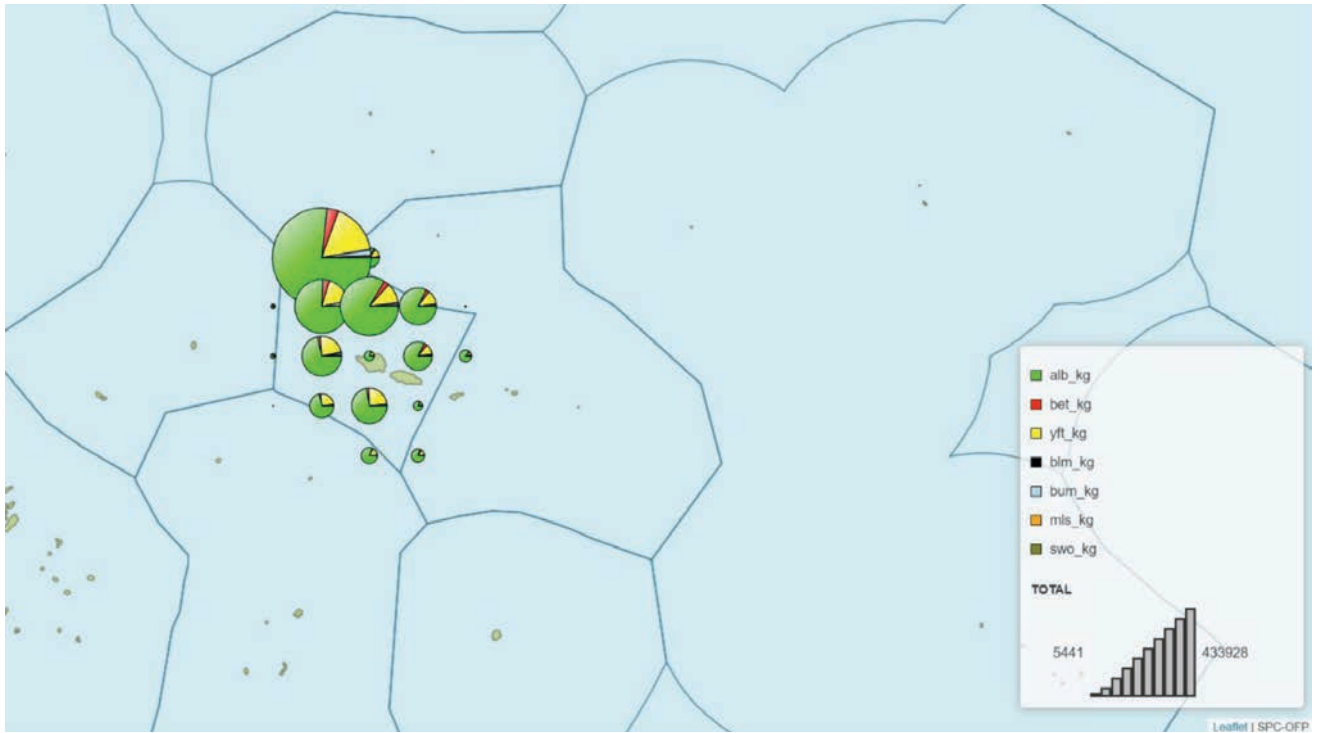 alb_kg
bet_kg
yft_kg
blm_kg
bum_kg
mls_kg
swo_kg
TOTAL
5441 433928
Leaflet | SPC-OFP